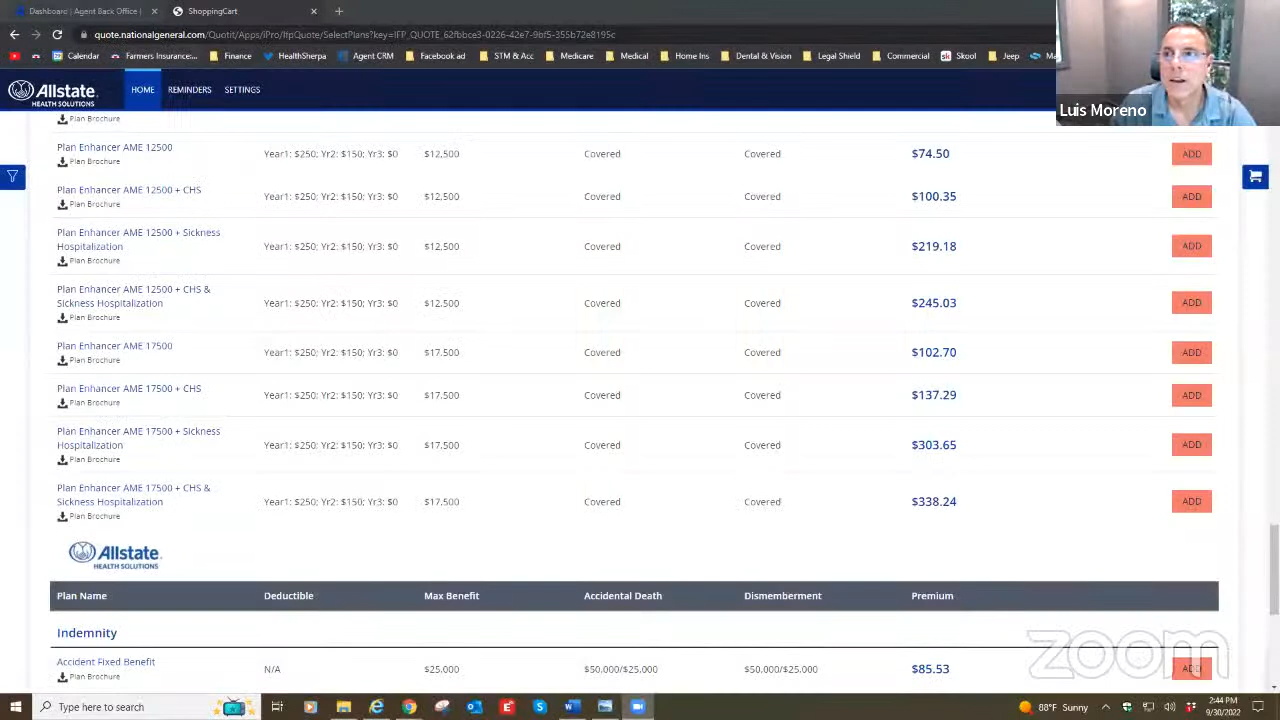 Dashboard | Agent Back Office |
ShoppingCart
quote.nationalgeneral.com/Quotit/Apps/iPro/IfpQuote/SelectPlans?key=IFP_QUOTE_62fbbce3-0226-42e7-9bf5-355b72e8195c
Calendar
Farmers Insurance...
Finance
HealthSherpa
Agent CRM
Facebook
STM & Acc
Medicare
Medical
Home Ins
Dental & Vision
Legal Shield
Commercial
Skool
Jeep
Allstate
HEALTH SOLUTIONS
HOME REMINDERS SETTINGS
Luis Moreno
Plan Brochure
Plan Enhancer AME 12500 Year1: $250; Yr2: $150; Yr3: $0 $12,500 Covered Covered $74.50 ADD
Plan Brochure
Plan Enhancer AME 12500 + CHS Year1: $250; Yr2: $150; Yr3: $0 $12,500 Covered Covered $100.35 ADD
Plan Brochure
Plan Enhancer AME 12500 + Sickness
Hospitalization Year1: $250; Yr2: $150; Yr3: $0 $12,500 Covered Covered $219.18 ADD
Plan Brochure
Plan Enhancer AME 12500 + CHS &
Sickness Hospitalization Year1: $250; Yr2: $150; Yr3: $0 $12,500 Covered Covered $245.03 ADD
Plan Brochure
Plan Enhancer AME 17500 Year1: $250; Yr2: $150; Yr3: $0 $17,500 Covered Covered $102.70 ADD
Plan Brochure
Plan Enhancer AME 17500 + CHS Year1: $250; Yr2: $150; Yr3: $0 $17,500 Covered Covered $137.29 ADD
Plan Brochure
Plan Enhancer AME 17500 + Sickness
Hospitalization Year1: $250; Yr2: $150; Yr3: $0 $17,500 Covered Covered $303.65 ADD
Plan Brochure
Plan Enhancer AME 17500 + CHS &
Sickness Hospitalization Year1: $250; Yr2: $150; Yr3: $0 $17,500 Covered Covered $338.24 ADD
Plan Brochure
Allstate
HEALTH SOLUTIONS
Plan Name Deductible Max Benefit Accidental Death Dismemberment Premium
Indemnity
Accident Fixed Benefit N/A $25,000 $50,000/$25,000 $50,000/$25,000 $85.53 ADD
Plan Brochure
zoom
Type here to search
88°F Sunny
2:44 PM
9/30/2022